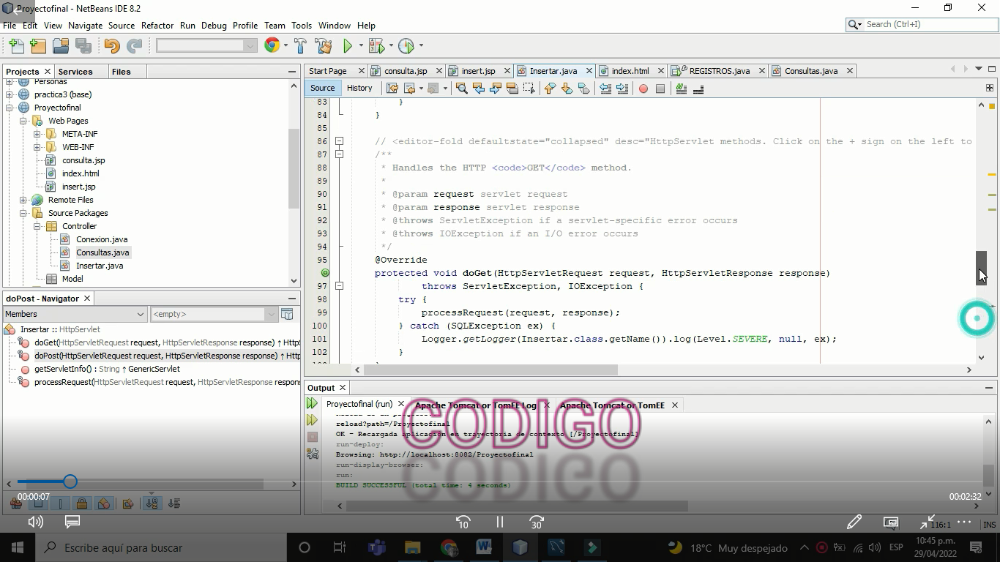 Proyectofinal - NetBeans IDE 8.2
File Edit View Navigate Source Refactor Run Debug Profile Team Tools Window Help
Search (Ctrl+I)
Projects Services Files
Personas
practica3 (base)
Proyectofinal
Web Pages
META-INF
WEB-INF
consulta.jsp
index.html
insert.jsp
Remote Files
Source Packages
Controller
Conexion.java
Consultas.java
Insertar.java
Model
doPost - Navigator
Members <empty>
Insertar :: HttpServlet
doGet(HttpServletRequest request, HttpServletResponse response) ↑ HttpS
doPost(HttpServletRequest request, HttpServletResponse response) ↑ Http
getServletInfo() : String ↑ GenericServlet
processRequest(HttpServletRequest request, HttpServletResponse respons
Start Page consulta.jsp insert.jsp Insertar.java index.html REGISTROS.java Consultas.java
Source History
83 }
84 }
85
86 // <editor-fold defaultstate="collapsed" desc="HttpServlet methods. Click on the + sign on the left to
87 /**
88 * Handles the HTTP <code>GET</code> method.
89 *
90 * @param request servlet request
91 * @param response servlet response
92 * @throws ServletException if a servlet-specific error occurs
93 * @throws IOException if an I/O error occurs
94 */
95 @Override
protected void doGet(HttpServletRequest request, HttpServletResponse response)
97 throws ServletException, IOException {
98 try {
99 processRequest(request, response);
100 } catch (SQLException ex) {
101 Logger.getLogger(Insertar.class.getName()).log(Level.SEVERE, null, ex);
102 }
Output
Proyectofinal (run) Apache Tomcat or TomEE Log Apache Tomcat or TomEE
reload?path=/Proyectofinal
OK - Recargada aplicación en trayectoria de contexto [/Proyectofinal]
run-deploy:
Browsing: http://localhost:8082/Proyectofinal
run-display-browser:
run:
BUILD SUCCESSFUL (total time: 4 seconds)
CODIGO
00:00:07
00:02:32
10
30
116:1 INS
Escribe aquí para buscar
18°C Muy despejado
ESP
10:45 p.m.
29/04/2022